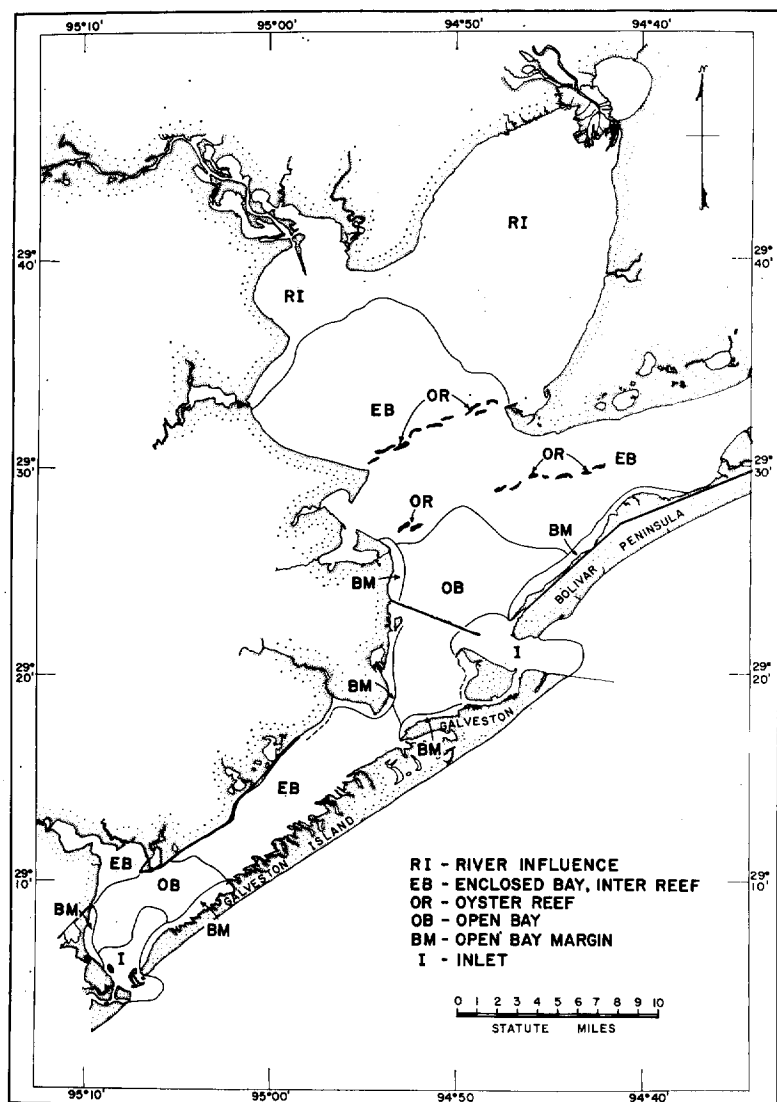 95°10'
95°00'
94°50'
94°40'
N
RI
29°
40'
29°
40'
RI
EB
OR
29°
30'
OR
EB
29°
30'
OR
BM
BOLIVAR PENINSULA
BM
OB
I
29°
20'
29°
20'
BM
GALVESTON
BM
EB
GALVESTON ISLAND
EB
OB
29°
10'
29°
10'
BM
BM
I
RI - RIVER INFLUENCE
EB - ENCLOSED BAY, INTER REEF
OR - OYSTER REEF
OB - OPEN BAY
BM - OPEN BAY MARGIN
I - INLET
0 1 2 3 4 5 6 7 8 9 10
STATUTE MILES
95°10'
95°00'
94°50'
94°40'